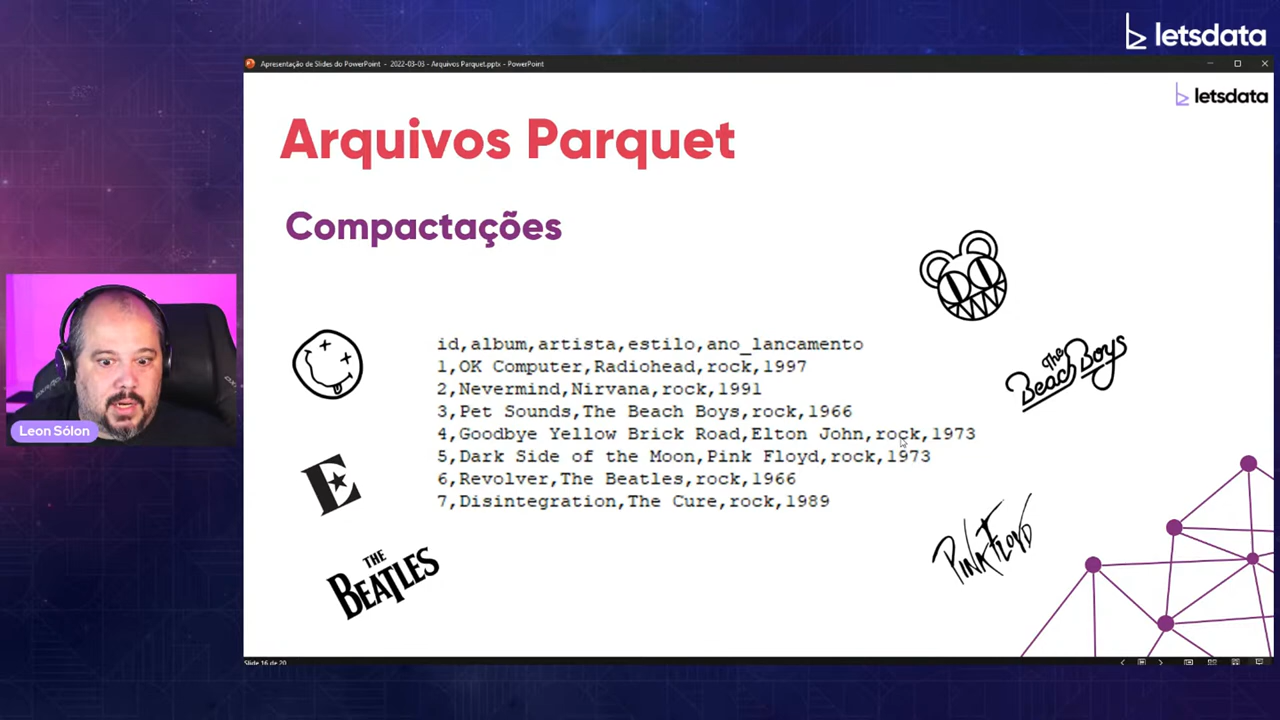 letsdata
Apresentação de Slides do PowerPoint - 2022-03-03 - Arquivos Parquet.pptx - PowerPoint
letsdata
Arquivos Parquet
Compactações
id,album,artista,estilo,ano_lancamento
1,OK Computer,Radiohead,rock,1997
2,Nevermind,Nirvana,rock,1991
3,Pet Sounds,The Beach Boys,rock,1966
4,Goodbye Yellow Brick Road,Elton John,rock,1973
5,Dark Side of the Moon,Pink Floyd,rock,1973
6,Revolver,The Beatles,rock,1966
7,Disintegration,The Cure,rock,1989
The
Beach Boys
Leon Sólon
E
THE
BEATLES
PINK FLOYD
Slide 16 de 20